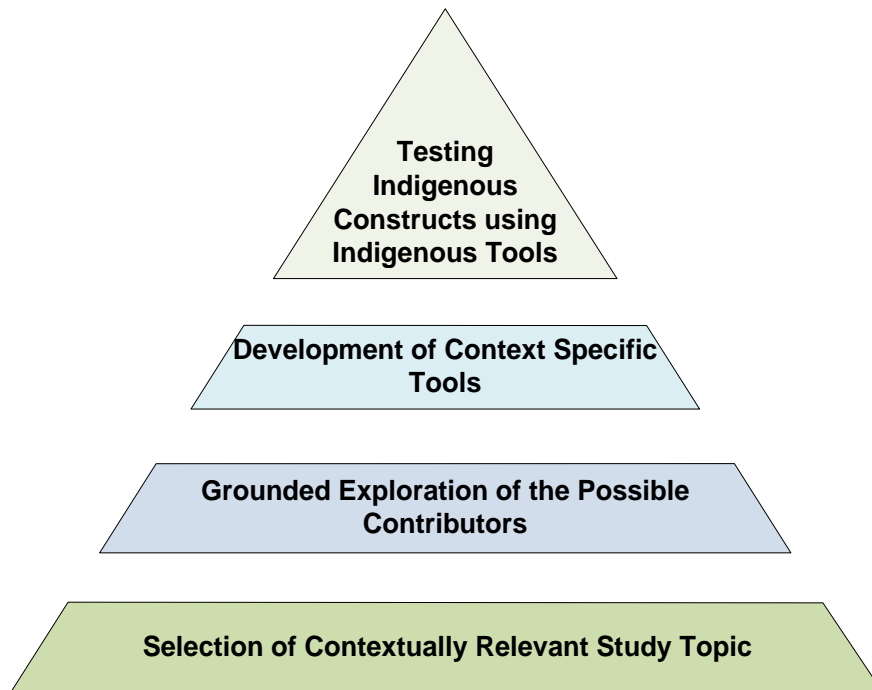 Testing
Indigenous
Constructs using
Indigenous Tools
Development of Context Specific
Tools
Grounded Exploration of the Possible
Contributors
Selection of Contextually Relevant Study Topic